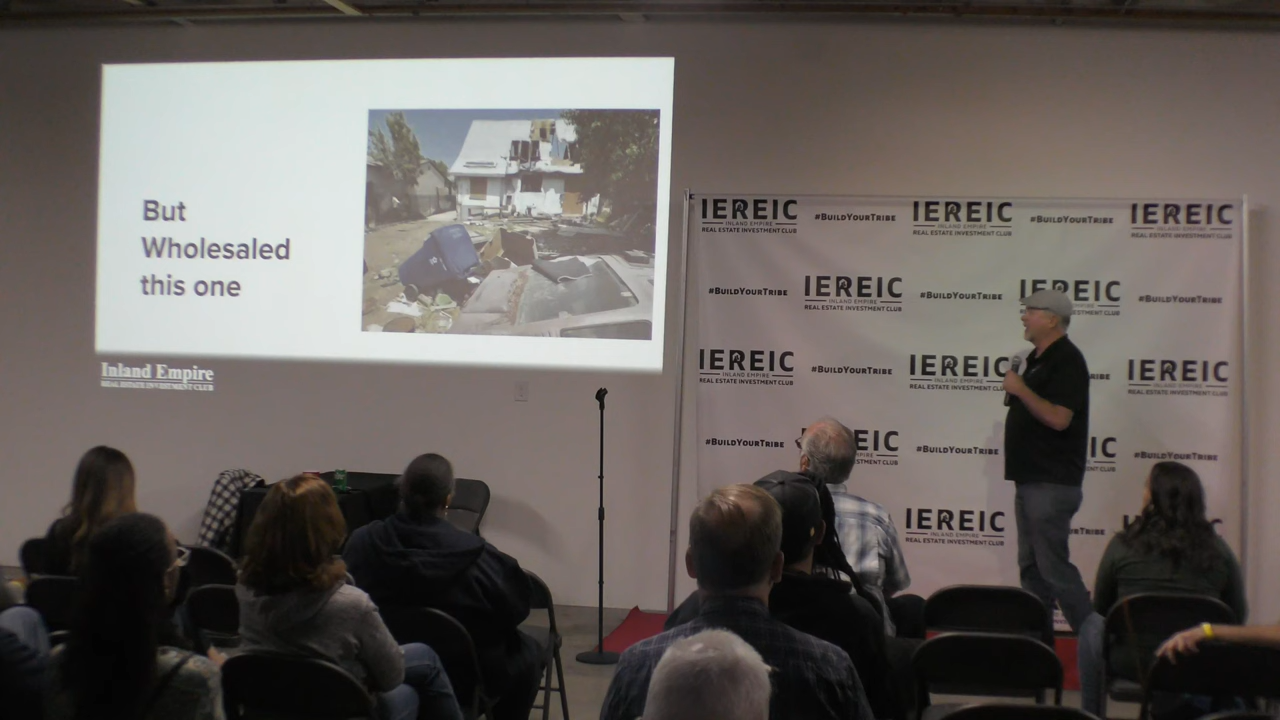 But
Wholesaled
this one
Inland Empire
REAL ESTATE INVESTMENT CLUB
IEREIC #BUILDYOURTRIBE IEREIC #BUILDYOURTRIBE IEREIC
INLAND EMPIRE INLAND EMPIRE INLAND EMPIRE
REAL ESTATE INVESTMENT CLUB REAL ESTATE INVESTMENT CLUB REAL ESTATE INVESTMENT CLUB
#BUILDYOURTRIBE IEREIC #BUILDYOURTRIBE IEREIC #BUILDYOURTRIBE
INLAND EMPIRE
REAL ESTATE INVESTMENT CLUB
IEREIC #BUILDYOURTRIBE IEREIC IEREIC
INLAND EMPIRE INLAND EMPIRE INLAND EMPIRE
REAL ESTATE INVESTMENT CLUB REAL ESTATE INVESTMENT CLUB REAL ESTATE INVESTMENT CLUB
#BUILDYOURTRIBE EIC #BUILDYOURTRIBE IC #BUILDYOURTRIBE
IEREIC
INLAND EMPIRE
REAL ESTATE INVESTMENT CLUB